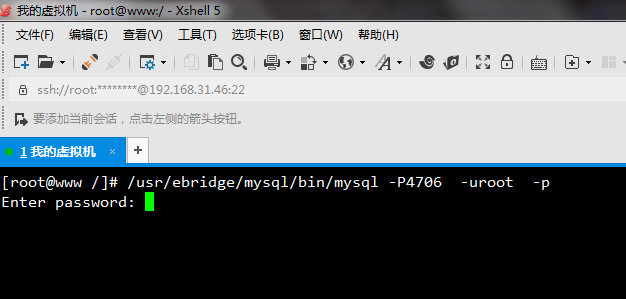 我的虚拟机 - root@www:/ - Xshell 5
文件(F) 编辑(E) 查看(V) 工具(T) 选项卡(B) 窗口(W) 帮助(H)
ssh://root:********@192.168.31.46:22
要添加当前会话，点击左侧的箭头按钮。
1 我的虚拟机 × +
[root@www /]# /usr/ebridge/mysql/bin/mysql -P4706  -uroot  -p
Enter password: